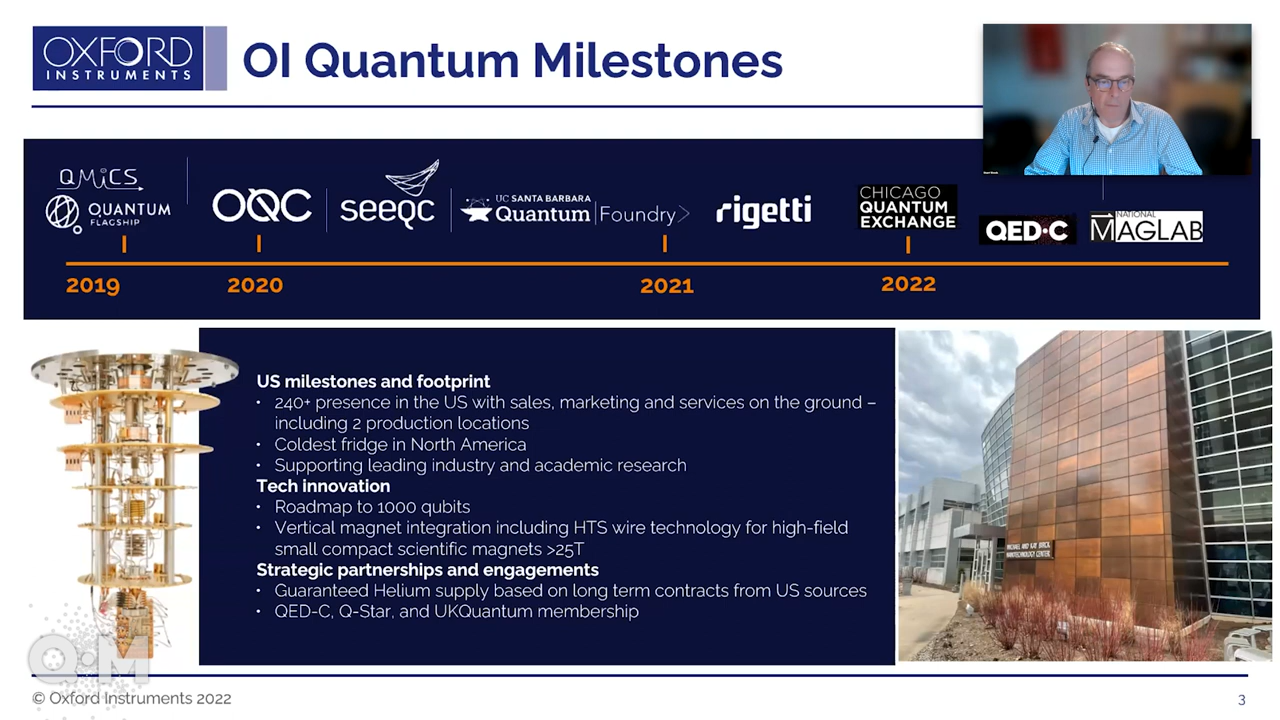 OXFORD
INSTRUMENTS
OI Quantum Milestones
QMiCS
QUANTUM
FLAGSHIP
OQC
seeqc
UC SANTA BARBARA
Quantum Foundry
rigetti
CHICAGO
QUANTUM
EXCHANGE
QED·C
NATIONAL
MAGLAB
2019
2020
2021
2022
US milestones and footprint
• 240+ presence in the US with sales, marketing and services on the ground –
including 2 production locations
• Coldest fridge in North America
• Supporting leading industry and academic research
Tech innovation
• Roadmap to 1000 qubits
• Vertical magnet integration including HTS wire technology for high-field
small compact scientific magnets >25T
Strategic partnerships and engagements
• Guaranteed Helium supply based on long term contracts from US sources
• QED-C, Q-Star, and UKQuantum membership
MICHAEL AND KAY BIRCK
NANOTECHNOLOGY CENTER
© Oxford Instruments 2022
3